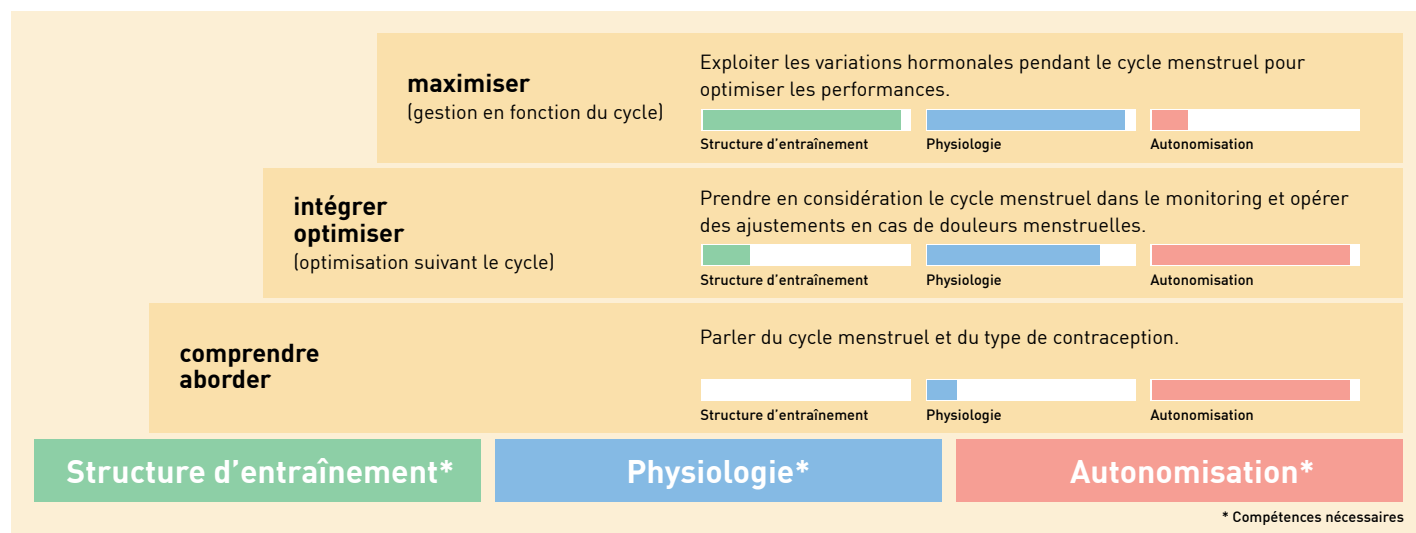 maximiser
(gestion en fonction du cycle)
Exploiter les variations hormonales pendant le cycle menstruel pour
optimiser les performances.
Structure d’entraînement
Physiologie
Autonomisation
intégrer
optimiser
(optimisation suivant le cycle)
Prendre en considération le cycle menstruel dans le monitoring et opérer
des ajustements en cas de douleurs menstruelles.
Structure d’entraînement
Physiologie
Autonomisation
comprendre
aborder
Parler du cycle menstruel et du type de contraception.
Structure d’entraînement
Physiologie
Autonomisation
Structure d’entraînement*
Physiologie*
Autonomisation*
* Compétences nécessaires